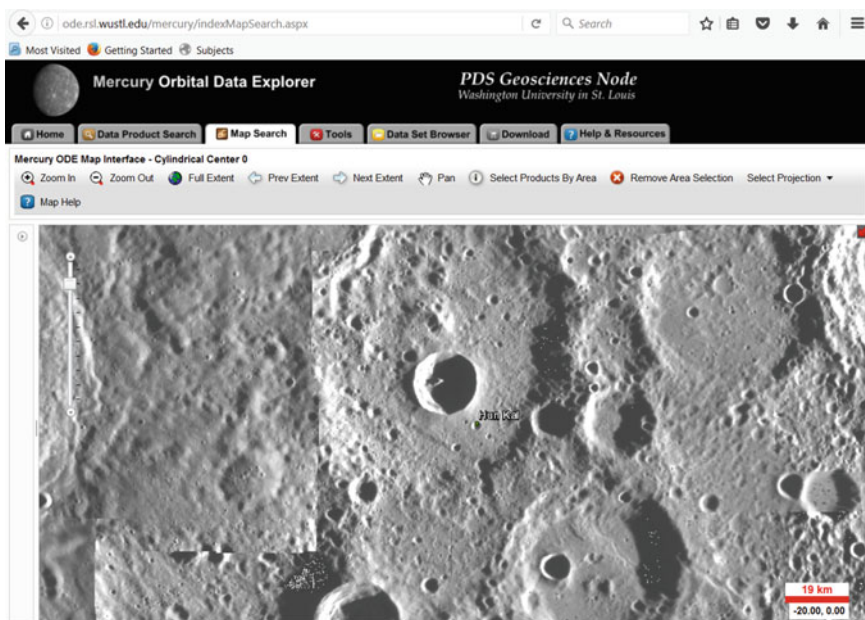 ode.rsl.wustl.edu/mercury/indexMapSearch.aspx
Search
Most Visited Getting Started Subjects
Mercury Orbital Data Explorer
PDS Geosciences Node
Washington University in St. Louis
Home Data Product Search Map Search Tools Data Set Browser Download Help & Resources
Mercury ODE Map Interface - Cylindrical Center 0
Zoom In Zoom Out Full Extent Prev Extent Next Extent Pan Select Products By Area Remove Area Selection Select Projection
Map Help
Hun Kal
19 km
-20.00, 0.00